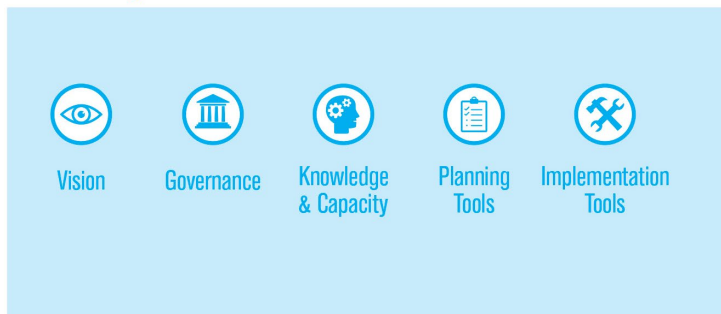 Vision
Governance
Knowledge
& Capacity
Planning
Tools
Implementation
Tools